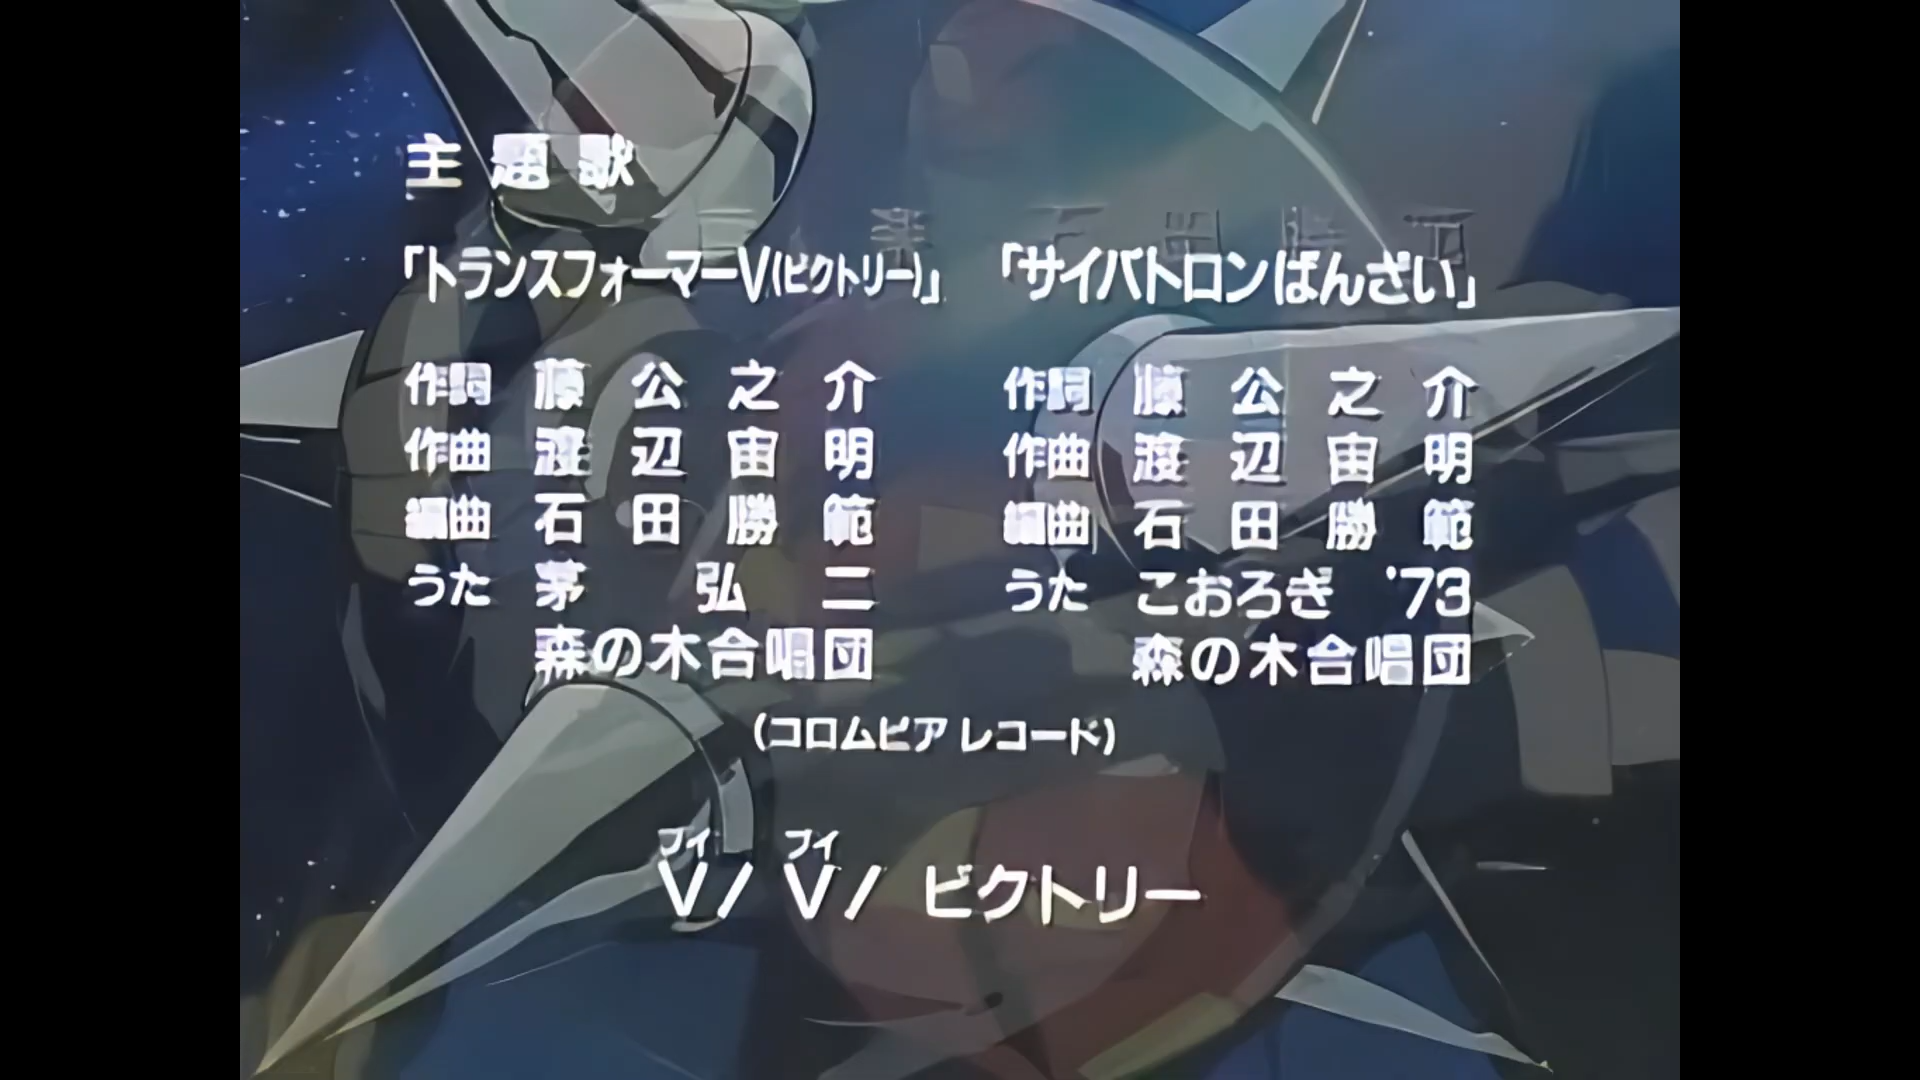 主題歌
「トランスフォーマーV(ビクトリー)」
作詞 藤公之介
作曲 渡辺宙明
編曲 石田勝範
うた 茅弘二
森の木合唱団
「サイバトロンばんざい」
作詞 藤公之介
作曲 渡辺宙明
編曲 石田勝範
うた こおろぎ '73
森の木合唱団
(コロムビア レコード)
ブイ ブイ
V! V! ビクトリー